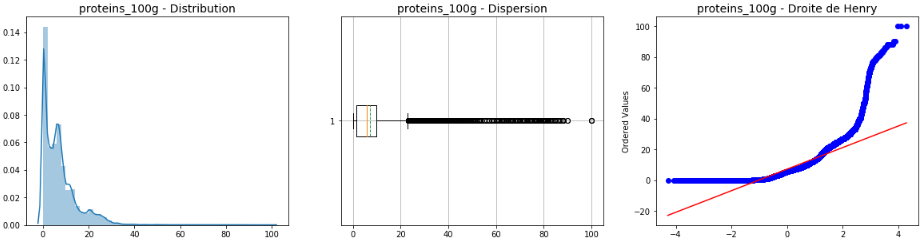 proteins_100g - Distribution
0.14
0.12
0.10
0.08
0.06
0.04
0.02
0.00
0 20 40 60 80 100
proteins_100g - Dispersion
1
0 20 40 60 80 100
proteins_100g - Droite de Henry
Ordered Values
100
80
60
40
20
0
−20
−4 −2 0 2 4